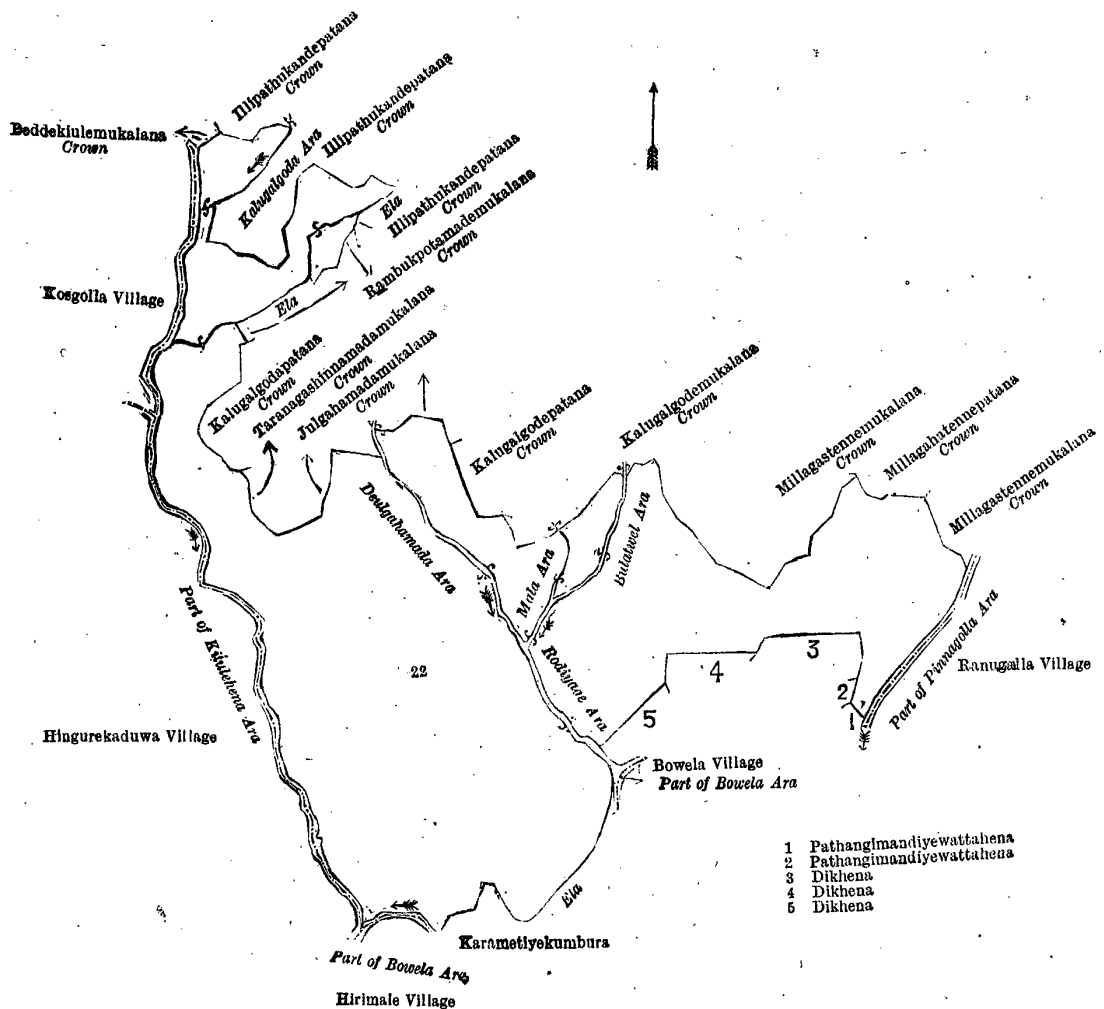 Illipathukandepatana
Crown
Illipathukandepatana
Crown
Beddekiulemukalana
Crown
Kalugalgoda Ara
Illipathukandepatana
Crown
Ela
Rambukpotamademukalana
Crown
Kosgolla Village
Ela
Kalugalgodapatana
Crown
Taranagashinnamadamukalana
Crown
Julgahamadamukalana
Crown
Kalugalgodepatana
Crown
Kalugalgodemukalana
Crown
Millagastennemukalana
Crown
Millagahatennepatana
Crown
Millagastennemukalana
Crown
Deulgahamada Ara
Mala Ara
Bulatwel Ara
Part of Kitulehena Ara
22
Rodiyage Ara
5
4
3
2
1
Part of Pinnagolla Ara
Ranugalla Village
Hingurekaduwa Village
Bowela Village
Part of Bowela Ara
1 Pathangimandiyewattahena
2 Pathangimandiyewattahena
3 Dikhena
4 Dikhena
5 Dikhena
Ela
Karametiyekumbura
Part of Bowela Ara
Hirimale Village